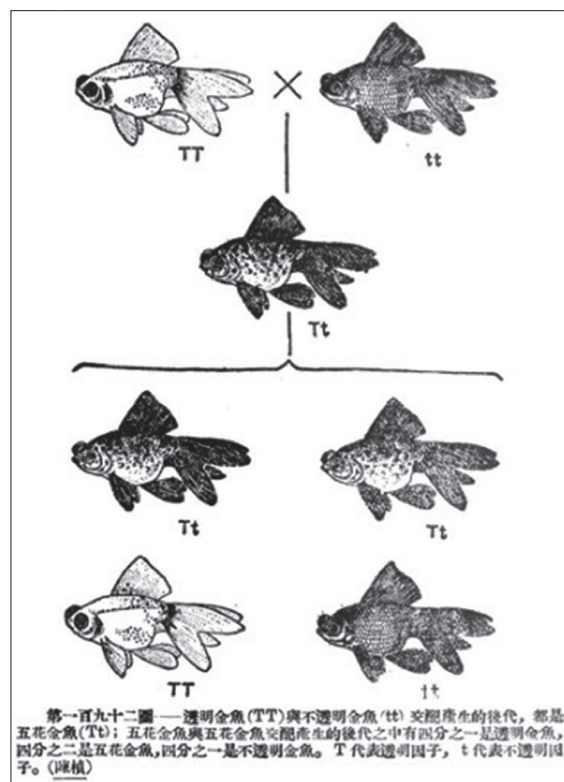 TT
tt
Tt
Tt
Tt
TT
tt
第一百九十二圖——透明金魚(TT)與不透明金魚(tt)交配產生的後代，都是
五花金魚(Tt)；五花金魚與五花金魚交配產生的後代之中有四分之一是透明金魚，
四分之二是五花金魚，四分之一是不透明金魚。T代表透明因子，t代表不透明因
子。(陳楨)